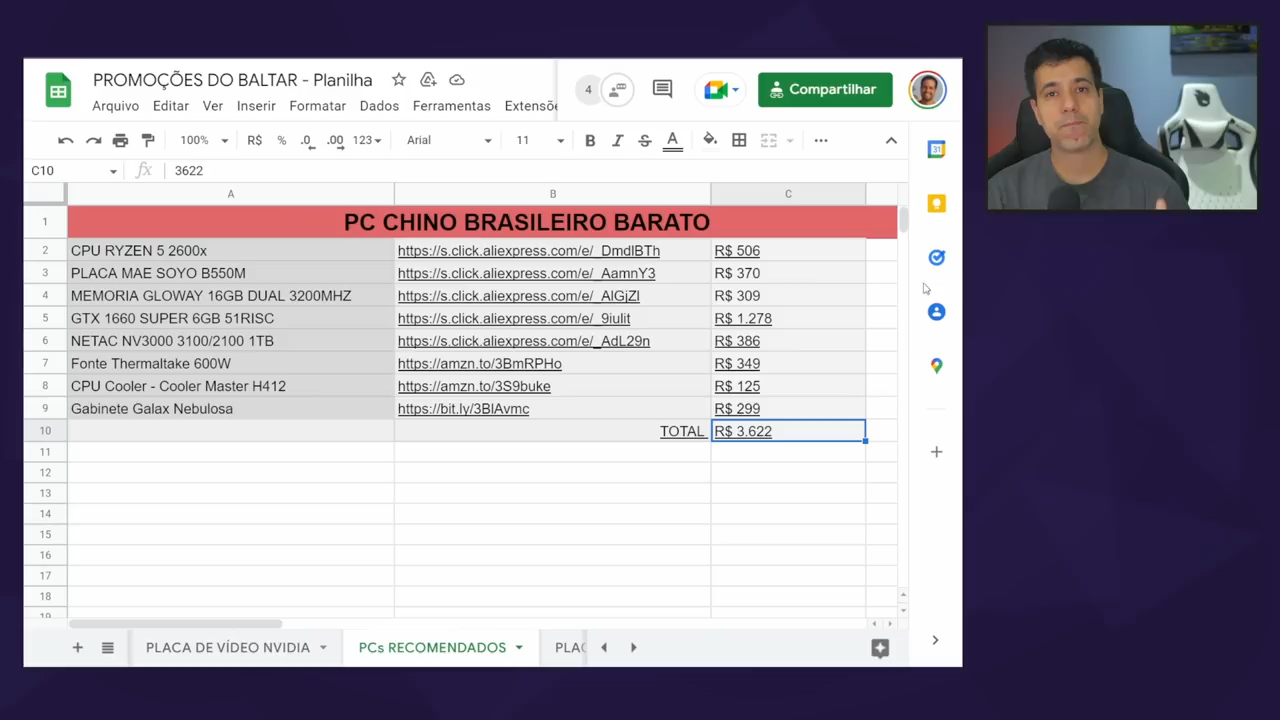 PROMOÇÕES DO BALTAR - Planilha
Arquivo Editar Ver Inserir Formatar Dados Ferramentas Extensõe
4
Compartilhar
100% R$ % .0 .00 123 Arial 11 B I S A
C10 fx 3622
A B C
1 PC CHINO BRASILEIRO BARATO
2 CPU RYZEN 5 2600x https://s.click.aliexpress.com/e/_DmdlBTh R$ 506
3 PLACA MAE SOYO B550M https://s.click.aliexpress.com/e/_AamnY3 R$ 370
4 MEMORIA GLOWAY 16GB DUAL 3200MHZ https://s.click.aliexpress.com/e/_AlGjZl R$ 309
5 GTX 1660 SUPER 6GB 51RISC https://s.click.aliexpress.com/e/_9iulit R$ 1.278
6 NETAC NV3000 3100/2100 1TB https://s.click.aliexpress.com/e/_AdL29n R$ 386
7 Fonte Thermaltake 600W https://amzn.to/3BmRPHo R$ 349
8 CPU Cooler - Cooler Master H412 https://amzn.to/3S9buke R$ 125
9 Gabinete Galax Nebulosa https://bit.ly/3BlAvmc R$ 299
10 TOTAL R$ 3.622
11
12
13
14
15
16
17
18
19
PLACA DE VÍDEO NVIDIA PCs RECOMENDADOS PLAC
31